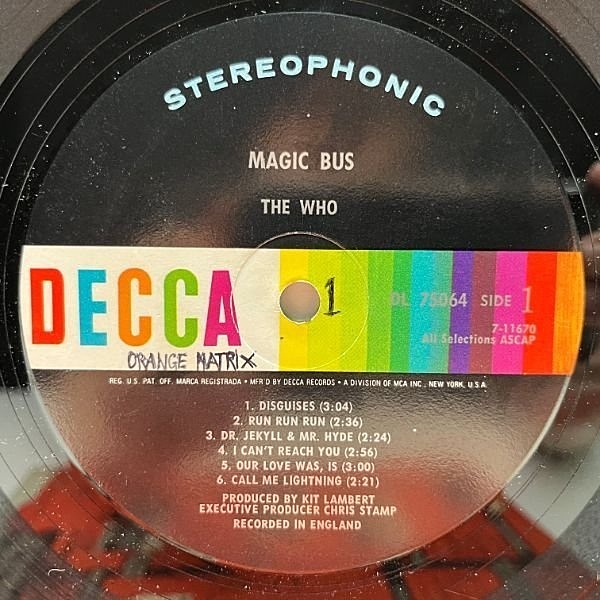 STEREOPHONIC
MAGIC BUS
THE WHO
DECCA
1
DL 75064 SIDE 1
7-11670
All Selections ASCAP
ORANGE MATRIX
REG. U.S. PAT. OFF. MARCA REGISTRADA • MFR'D BY DECCA RECORDS • A DIVISION OF MCA INC., NEW YORK, U.S.A.
1. DISGUISES (3:04)
2. RUN RUN RUN (2:36)
3. DR. JEKYLL & MR. HYDE (2:24)
4. I CAN'T REACH YOU (2:56)
5. OUR LOVE WAS, IS (3:00)
6. CALL ME LIGHTNING (2:21)
PRODUCED BY KIT LAMBERT
EXECUTIVE PRODUCER CHRIS STAMP
RECORDED IN ENGLAND